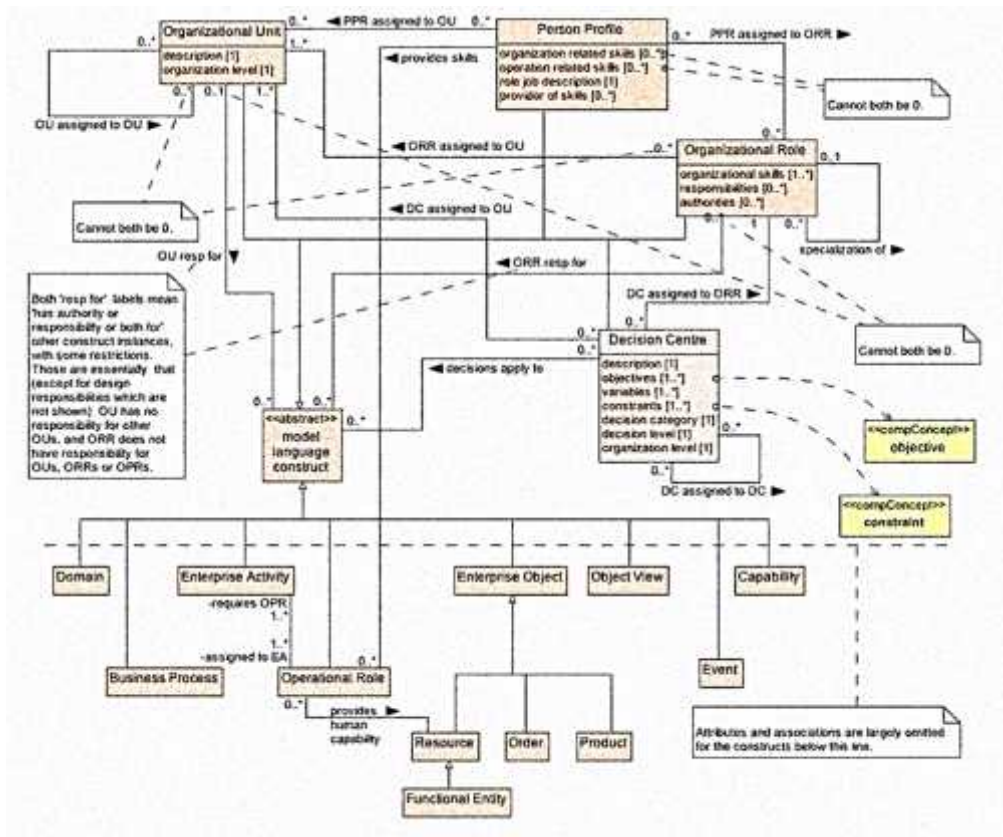 Organizational Unit
description [1]
organization level [1]
0..*
1..*
0..*
0..*
0..1
1..*
◄ PPR assigned to OU
0..*
Person Profile
organization related skills [0..*]
operation related skills [0..*]
role job description [1]
provider of skills [0..*]
◄ provides skills
0..*
PPR assigned to ORR ►
Cannot both be 0.
OU assigned to OU ►
◄ ORR assigned to OU
...0..*
0..*
Organizational Role
organizational skills [1..*]
responsibilities [0..*]
authorities [0..*]
0..1
0..*
1
0..*
specialization of ►
◄ DC assigned to OU
Cannot both be 0.
OU resp for ▼
◄ ORR resp for
Both 'resp for' labels mean
'has authority or
responsibility or both for'
other construct instances,
with some restrictions.
Those are essentially that
(except for design
responsibilities which are
not shown) OU has no
responsibility for other
OUs, and ORR does not
have responsibility for
OUs, ORRs or OPRs.
DC assigned to ORR ►
0..*
0..*
0..*
Decision Centre
description [1]
objectives [1..*]
variables [1..*]
constraints [1..*]
decision category [1]
decision level [1]
organization level [1]
0..*
0..*
DC assigned to DC ►
Cannot both be 0.
◄ decisions apply to
0..*
0..*
0..*
<<abstract>>
model
language
construct
<<compConcept>>
objective
<<compConcept>>
constraint
Domain
Enterprise Activity
Enterprise Object
Object View
Capability
-requires OPR
1..*
1..*
-assigned to EA
0..*
Business Process
Operational Role
Event
0..*
provides ►
human
capability
Resource
Order
Product
Attributes and associations are largely omitted
for the constructs below this line.
Functional Entity